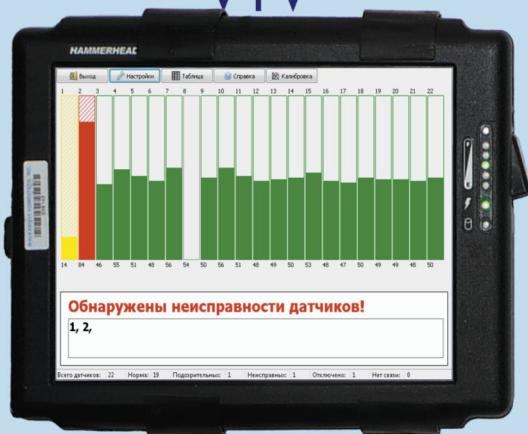 HAMMERHEAD
Выход Настройки Таблица Справка Калибровка
1 2 3 4 5 6 7 8 9 10 11 12 13 14 15 16 17 18 19 20 21 22
14 84 46 55 51 48 56 54 50 56 51 48 49 50 53 48 47 50 49 49 48 50
Обнаружены неисправности датчиков!
1, 2,
Всего датчиков: 22 Норма: 19 Подозрительных: 1 Неисправных: 1 Отключено: 1 Нет связи: 0